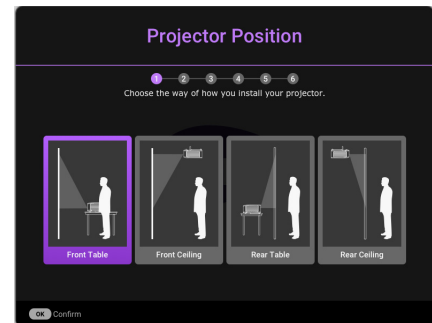 Projector Position
1 2 3 4 5 6
Choose the way of how you install your projector.
Front Table Front Ceiling Rear Table Rear Ceiling
OK Confirm